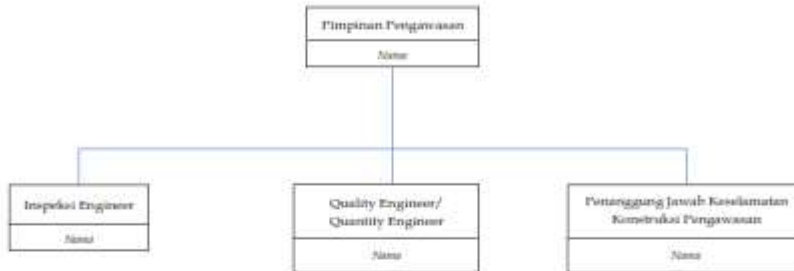 Pimpinan Pengawasan
Nama
Inspeksi Engineer
Nama
Quality Engineer/
Quantity Engineer
Nama
Penanggung Jawab Keselamatan
Konstruksi Pengawasan
Nama